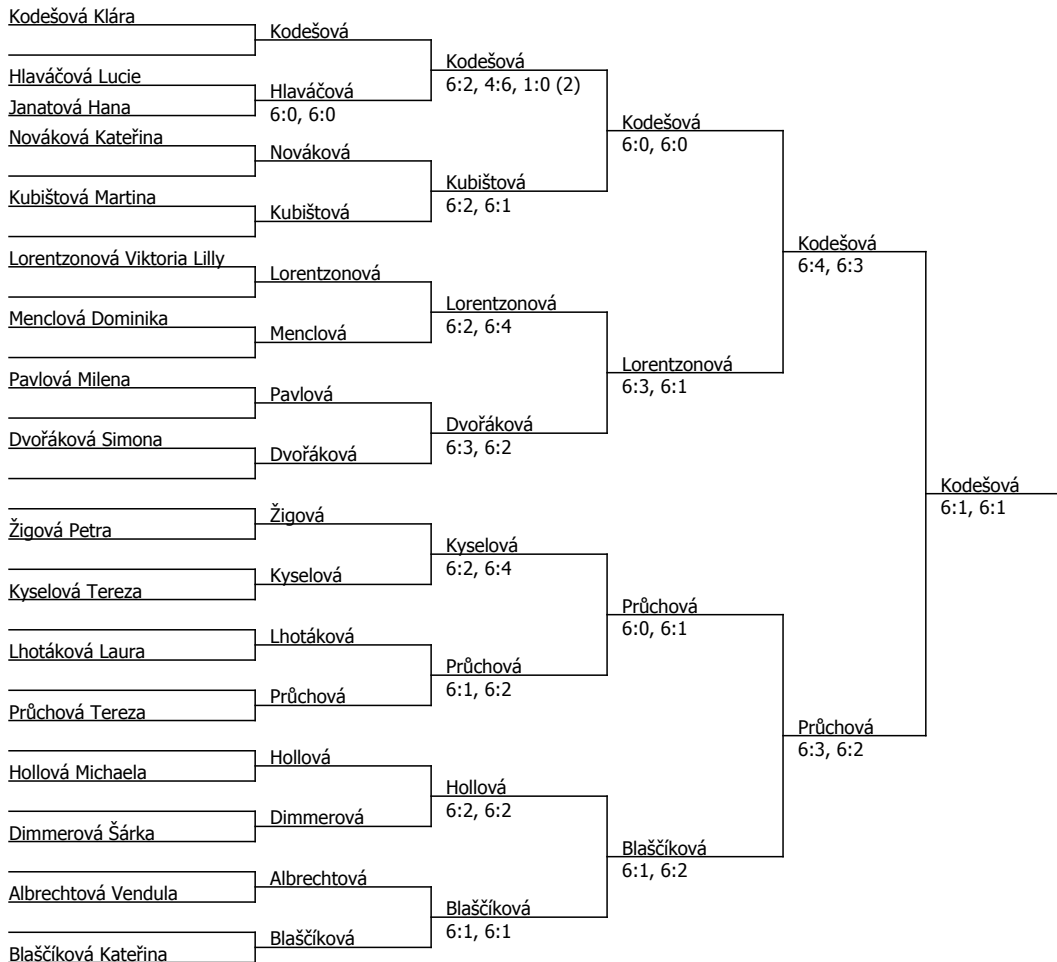 Kodešová Klára
Hlaváčová Lucie
Janatová Hana
Nováková Kateřina
Kubištová Martina
Lorentzonová Viktoria Lilly
Menclová Dominika
Pavlová Milena
Dvořáková Simona
Žigová Petra
Kyselová Tereza
Lhotáková Laura
Průchová Tereza
Hollová Michaela
Dimmerová Šárka
Albrechtová Vendula
Blaščíková Kateřina
Kodešová
Hlaváčová
6:0, 6:0
Nováková
Kubištová
Lorentzonová
Menclová
Pavlová
Dvořáková
Žigová
Kyselová
Lhotáková
Průchová
Hollová
Dimmerová
Albrechtová
Blaščíková
Kodešová
6:2, 4:6, 1:0 (2)
Kubištová
6:2, 6:1
Lorentzonová
6:2, 6:4
Dvořáková
6:3, 6:2
Kyselová
6:2, 6:4
Průchová
6:1, 6:2
Hollová
6:2, 6:2
Blaščíková
6:1, 6:1
Kodešová
6:0, 6:0
Lorentzonová
6:3, 6:1
Průchová
6:0, 6:1
Blaščíková
6:1, 6:2
Kodešová
6:4, 6:3
Průchová
6:3, 6:2
Kodešová
6:1, 6:1